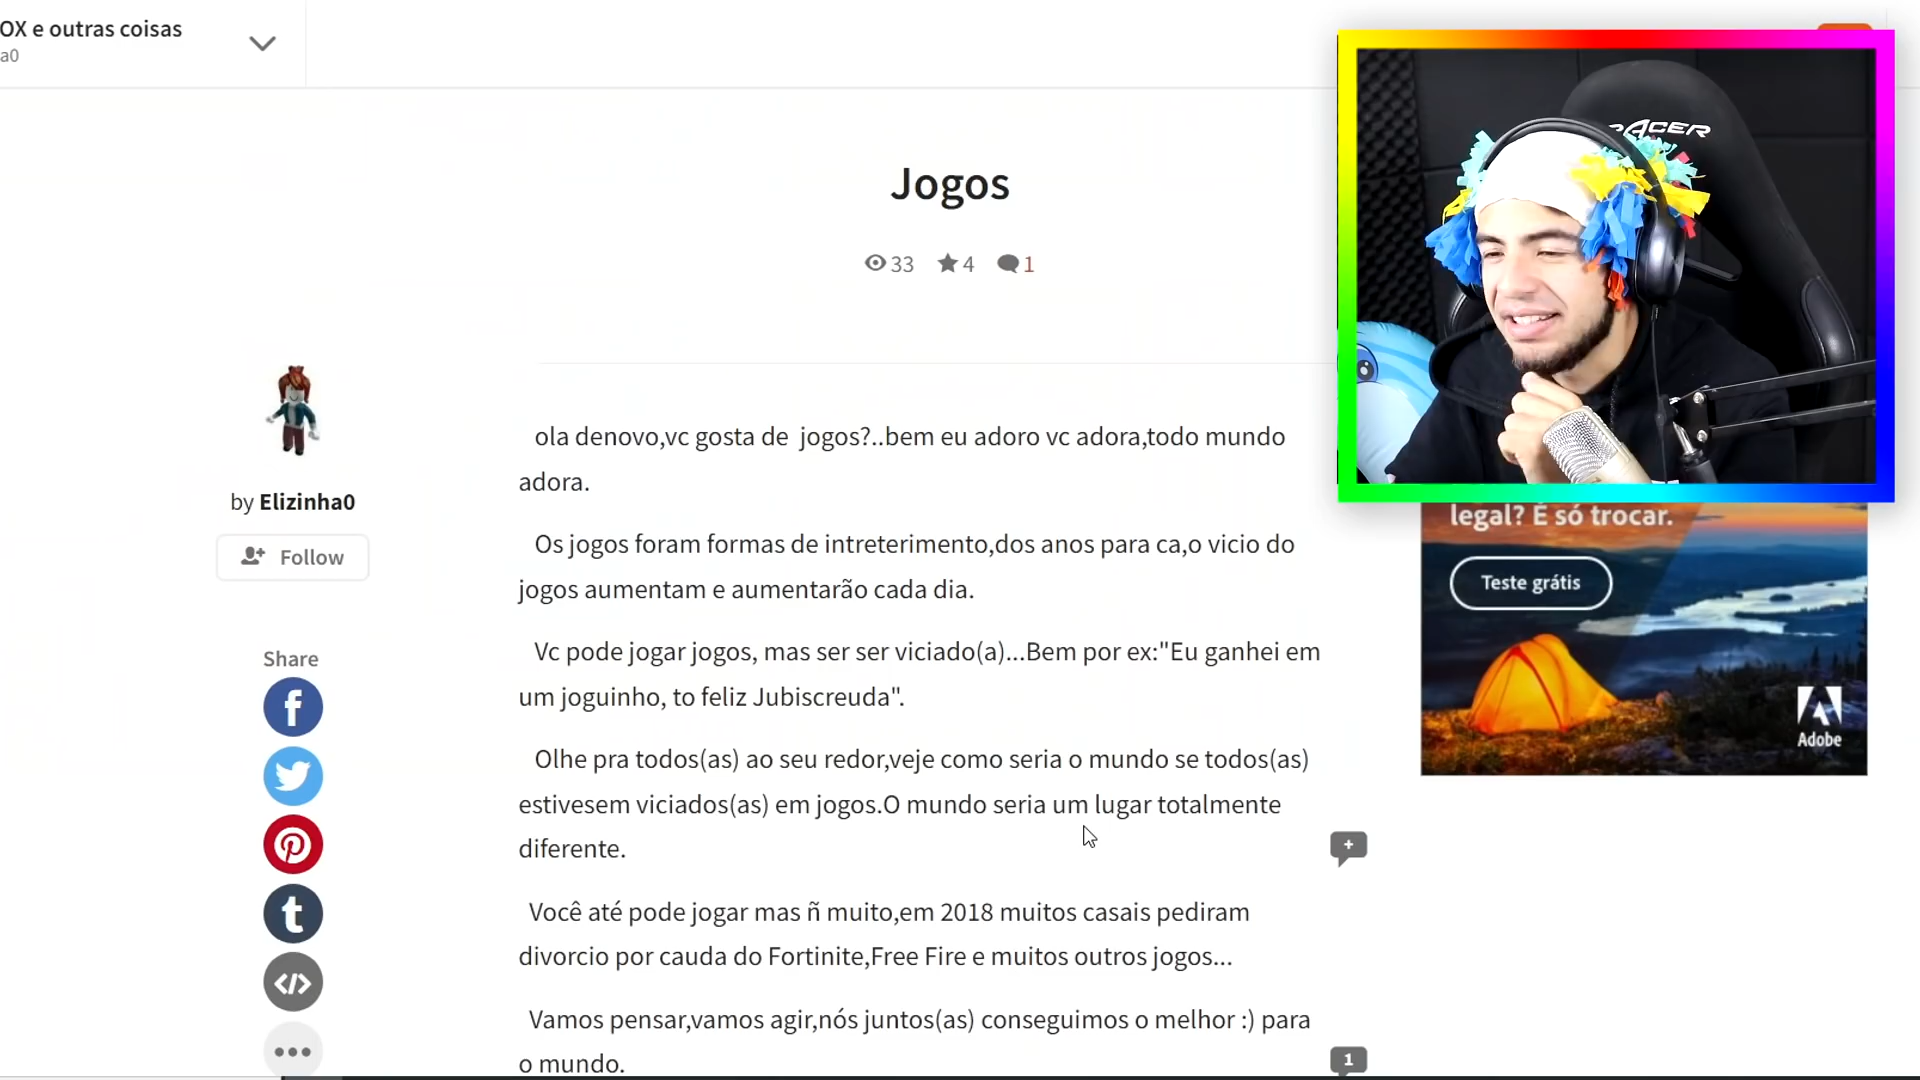 OX e outras coisas
a0
Jogos
33 4 1
by Elizinha0
Follow
Share
ola denovo,vc gosta de jogos?..bem eu adoro vc adora,todo mundo
adora.
Os jogos foram formas de intreterimento,dos anos para ca,o vicio do
jogos aumentam e aumentarão cada dia.
Vc pode jogar jogos, mas ser ser viciado(a)...Bem por ex:"Eu ganhei em
um joguinho, to feliz Jubiscreuda".
Olhe pra todos(as) ao seu redor,veje como seria o mundo se todos(as)
estivesem viciados(as) em jogos.O mundo seria um lugar totalmente
diferente.
+
Você até pode jogar mas ñ muito,em 2018 muitos casais pediram
divorcio por cauda do Fortinite,Free Fire e muitos outros jogos...
Vamos pensar,vamos agir,nós juntos(as) conseguimos o melhor :) para
o mundo.
1
RACER
legal? É só trocar.
Teste grátis
Adobe